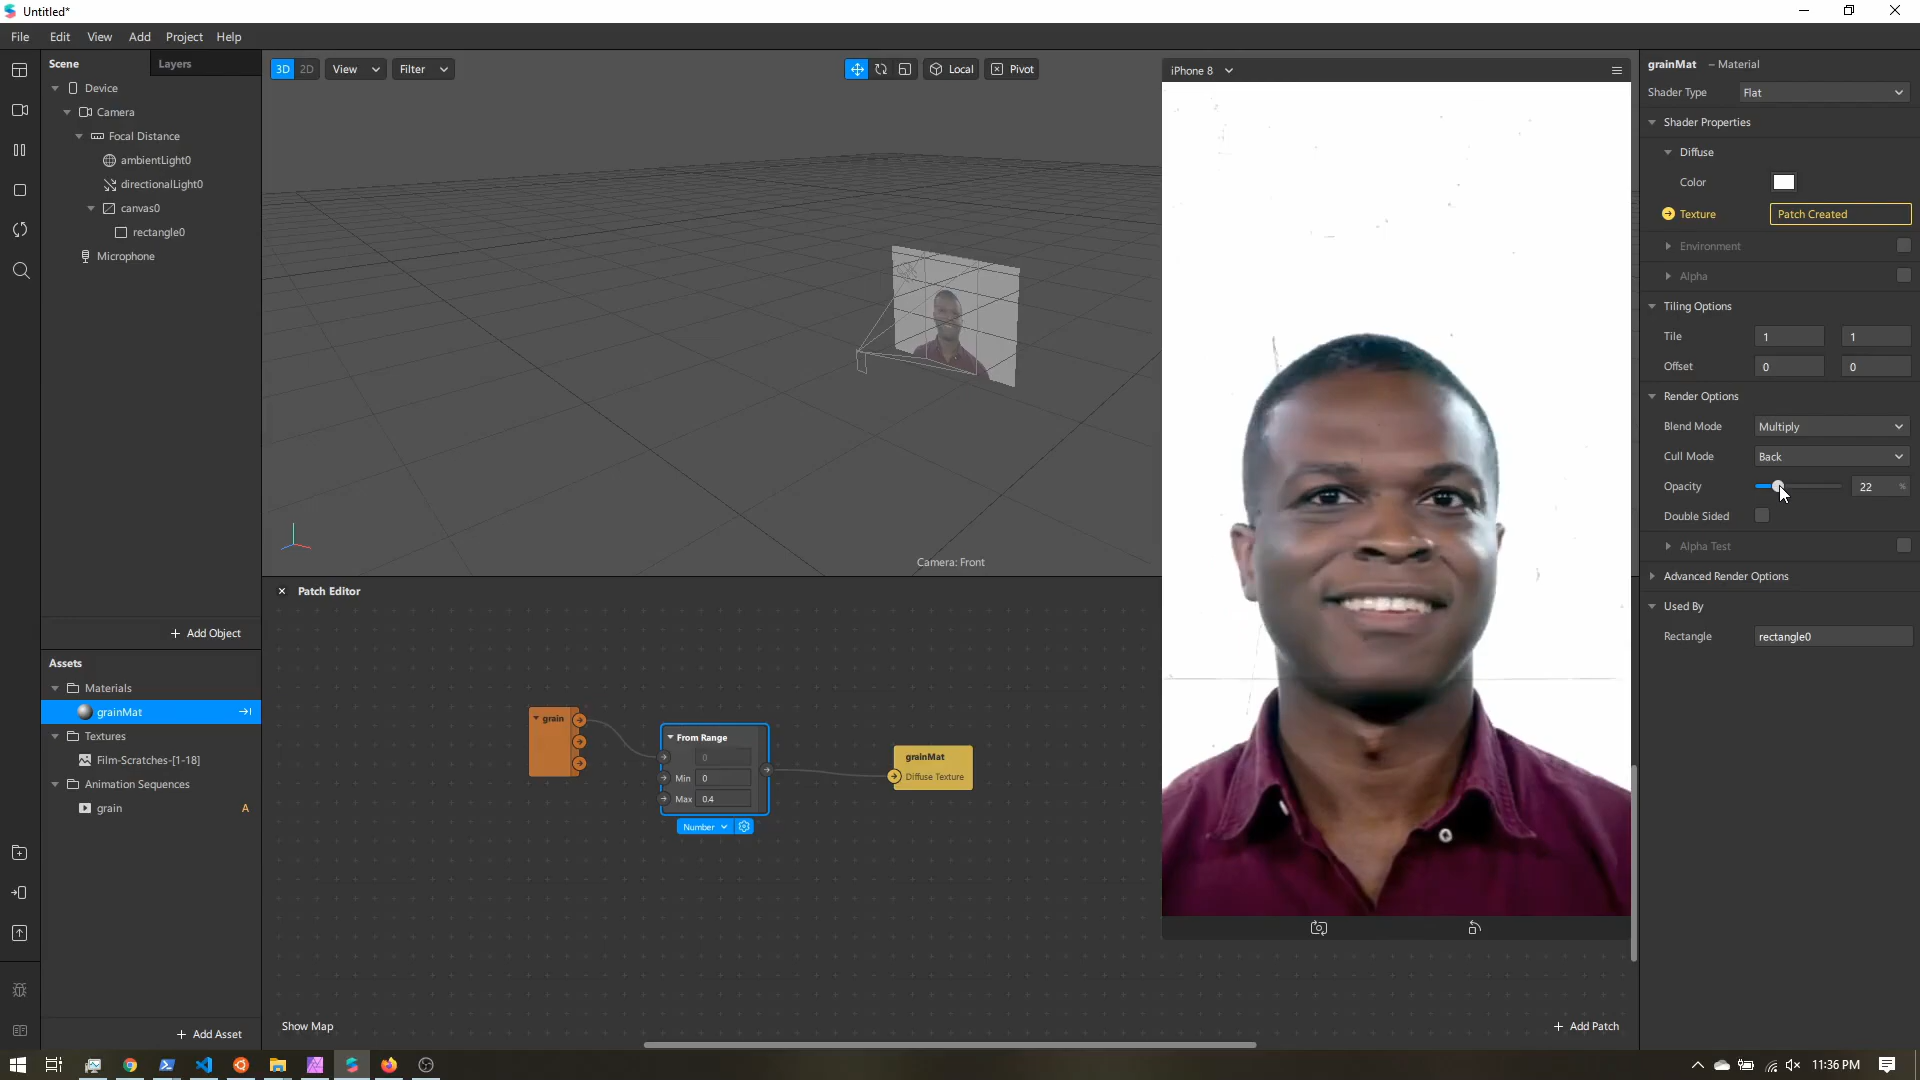 Untitled*
File Edit View Add Project Help
Scene Layers
Device
Camera
Focal Distance
ambientLight0
directionalLight0
canvas0
rectangle0
Microphone
+ Add Object
Assets
Materials
grainMat
Textures
Film-Scratches-[1-18]
Animation Sequences
grain A
+ Add Asset
3D 2D View Filter Local Pivot
Camera: Front
iPhone 8
Patch Editor
grain
From Range
0
Min 0
Max 0.4
Number
grainMat
Diffuse Texture
Show Map
+ Add Patch
grainMat – Material
Shader Type Flat
Shader Properties
Diffuse
Color
Texture Patch Created
Environment
Alpha
Tiling Options
Tile 1 1
Offset 0 0
Render Options
Blend Mode Multiply
Cull Mode Back
Opacity 22 %
Double Sided
Alpha Test
Advanced Render Options
Used By
Rectangle rectangle0
11:36 PM